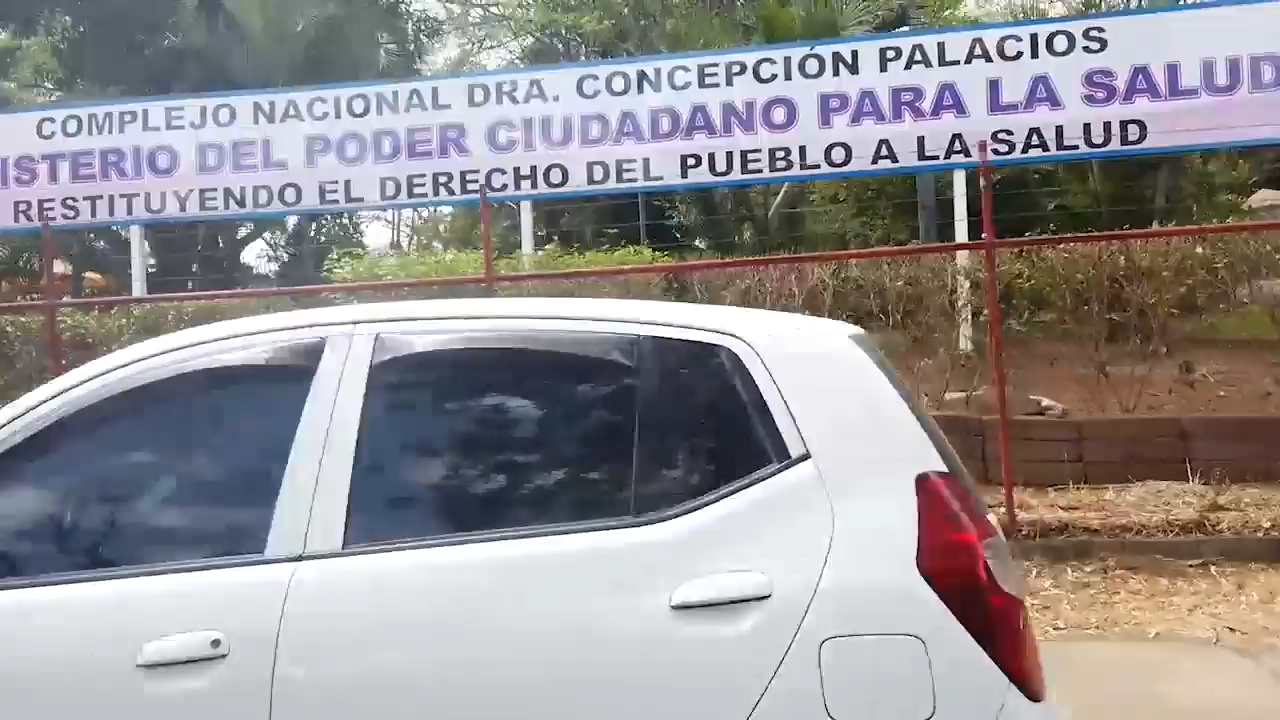 COMPLEJO NACIONAL DRA. CONCEPCIÓN PALACIOS
ISTERIO DEL PODER CIUDADANO PARA LA SALUD
RESTITUYENDO EL DERECHO DEL PUEBLO A LA SALUD